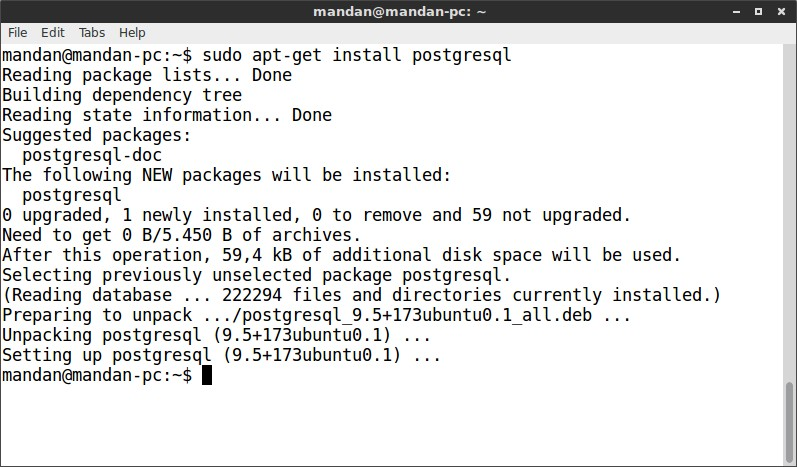 mandan@mandan-pc: ~
File Edit Tabs Help
mandan@mandan-pc:~$ sudo apt-get install postgresql
Reading package lists... Done
Building dependency tree
Reading state information... Done
Suggested packages:
  postgresql-doc
The following NEW packages will be installed:
  postgresql
0 upgraded, 1 newly installed, 0 to remove and 59 not upgraded.
Need to get 0 B/5.450 B of archives.
After this operation, 59,4 kB of additional disk space will be used.
Selecting previously unselected package postgresql.
(Reading database ... 222294 files and directories currently installed.)
Preparing to unpack .../postgresql_9.5+173ubuntu0.1_all.deb ...
Unpacking postgresql (9.5+173ubuntu0.1) ...
Setting up postgresql (9.5+173ubuntu0.1) ...
mandan@mandan-pc:~$